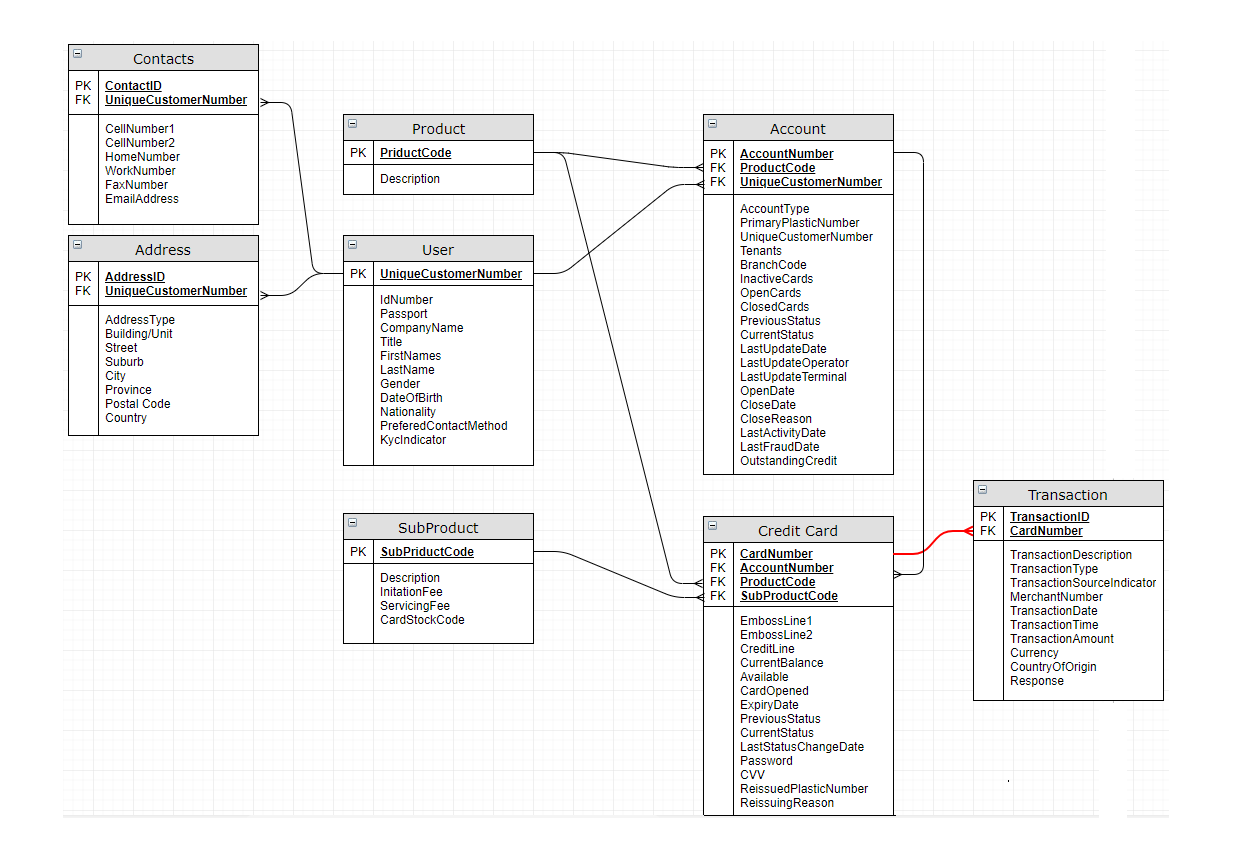 Contacts
PK ContactID
FK UniqueCustomerNumber
CellNumber1
CellNumber2
HomeNumber
WorkNumber
FaxNumber
EmailAddress
Address
PK AddressID
FK UniqueCustomerNumber
AddressType
Building/Unit
Street
Suburb
City
Province
Postal Code
Country
Product
PK PriductCode
Description
User
PK UniqueCustomerNumber
IdNumber
Passport
CompanyName
Title
FirstNames
LastName
Gender
DateOfBirth
Nationality
PreferedContactMethod
KycIndicator
SubProduct
PK SubPriductCode
Description
InitationFee
ServicingFee
CardStockCode
Account
PK AccountNumber
FK ProductCode
FK UniqueCustomerNumber
AccountType
PrimaryPlasticNumber
UniqueCustomerNumber
Tenants
BranchCode
InactiveCards
OpenCards
ClosedCards
PreviousStatus
CurrentStatus
LastUpdateDate
LastUpdateOperator
LastUpdateTerminal
OpenDate
CloseDate
CloseReason
LastActivityDate
LastFraudDate
OutstandingCredit
Credit Card
PK CardNumber
FK AccountNumber
FK ProductCode
FK SubProductCode
EmbossLine1
EmbossLine2
CreditLine
CurrentBalance
Available
CardOpened
ExpiryDate
PreviousStatus
CurrentStatus
LastStatusChangeDate
Password
CVV
ReissuedPlasticNumber
ReissuingReason
Transaction
PK TransactionID
FK CardNumber
TransactionDescription
TransactionType
TransactionSourceIndicator
MerchantNumber
TransactionDate
TransactionTime
TransactionAmount
Currency
CountryOfOrigin
Response